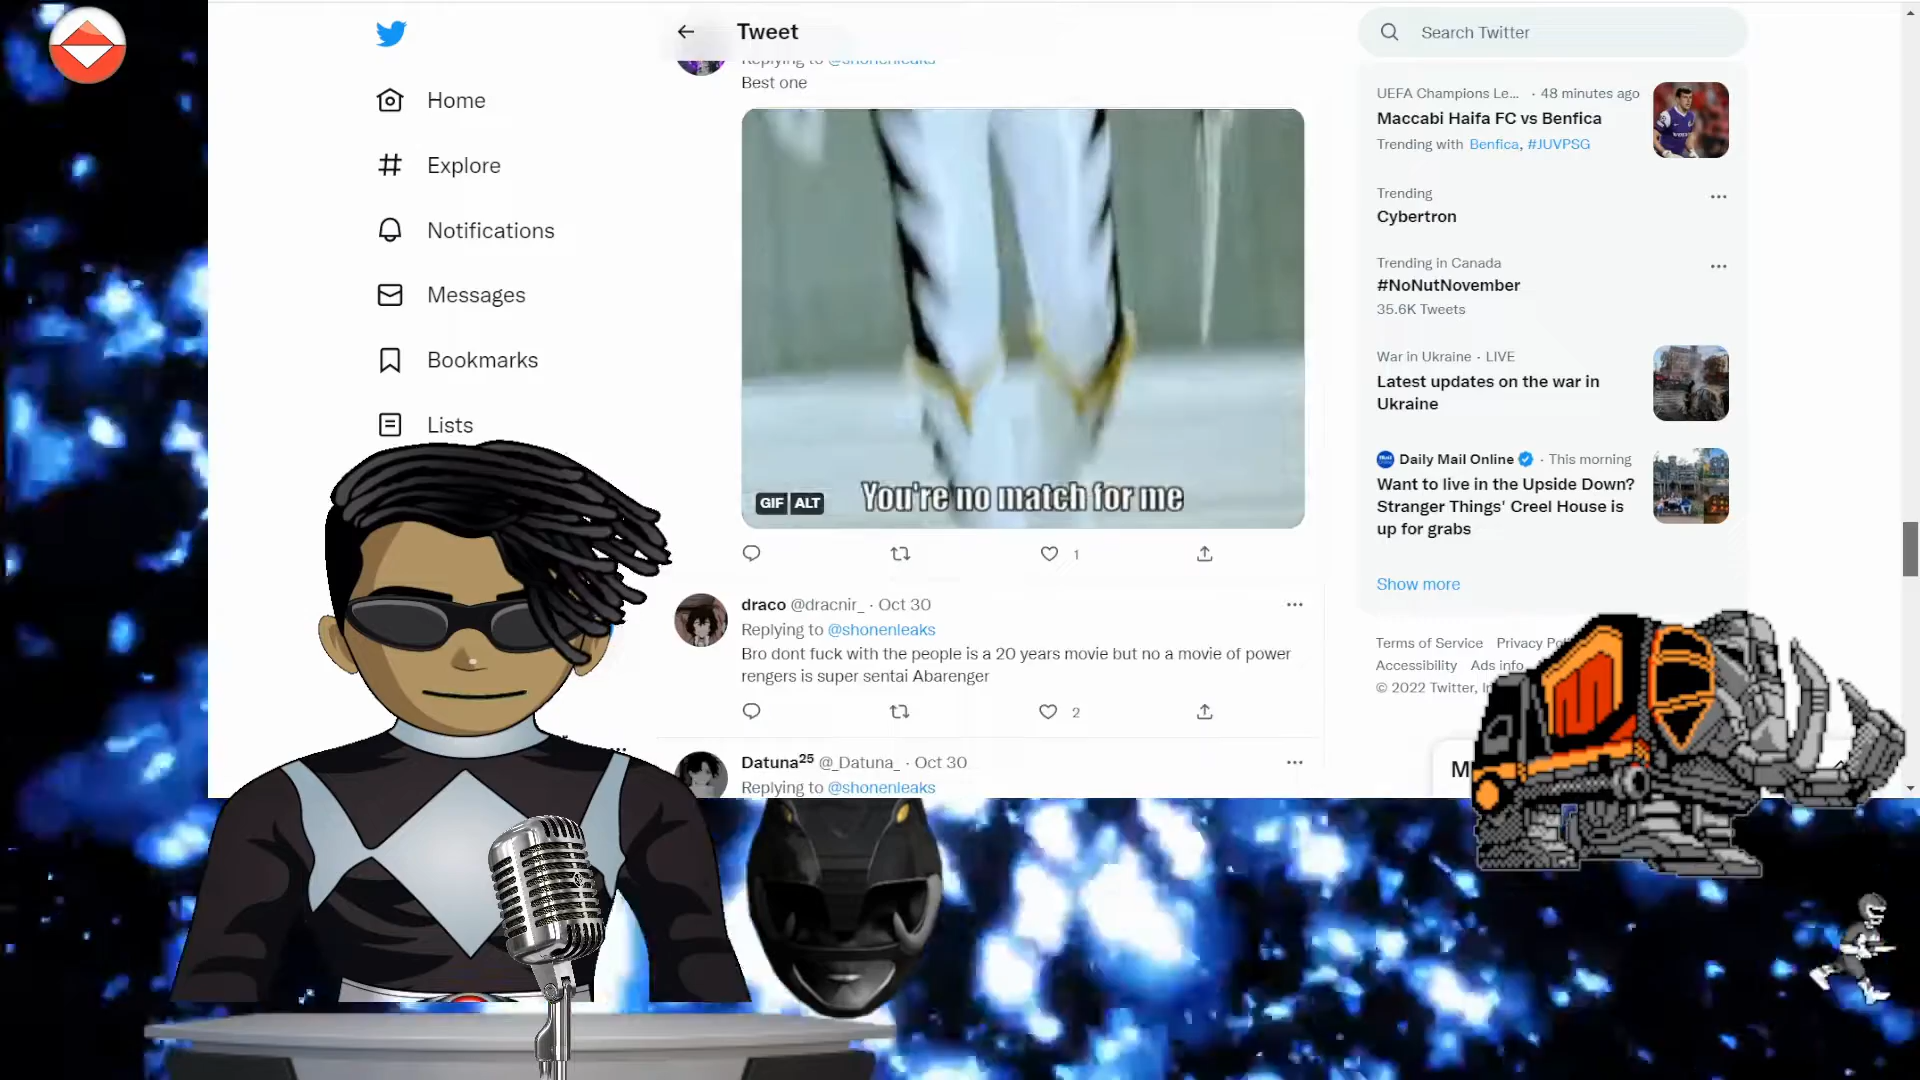 Tweet
Home
Explore
Notifications
Messages
Bookmarks
Lists
Replying to @shonenleaks
Best one
You're no match for me
GIF ALT
1
draco @dracnir_ · Oct 30
Replying to @shonenleaks
Bro dont fuck with the people is a 20 years movie but no a movie of power
rengers is super sentai Abarenger
2
Datuna²⁵ @_Datuna_ · Oct 30
Replying to @shonenleaks
Search Twitter
UEFA Champions Le... · 48 minutes ago
Maccabi Haifa FC vs Benfica
Trending with Benfica, #JUVPSG
Trending
Cybertron
Trending in Canada
#NoNutNovember
35.6K Tweets
War in Ukraine · LIVE
Latest updates on the war in
Ukraine
Daily Mail Online · This morning
Want to live in the Upside Down?
Stranger Things' Creel House is
up for grabs
Show more
Terms of Service Privacy
Accessibility Ads info
© 2022 Twitter,